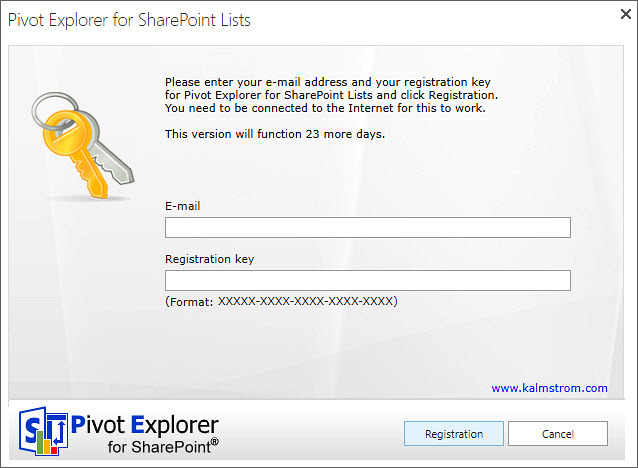 Pivot Explorer for SharePoint Lists
Please enter your e-mail address and your registration key
for Pivot Explorer for SharePoint Lists and click Registration.
You need to be connected to the Internet for this to work.
This version will function 23 more days.
E-mail
Registration key
(Format: XXXXX-XXXX-XXXX-XXXX-XXXX)
www.kalmstrom.com
Pivot Explorer
for SharePoint®
Registration
Cancel